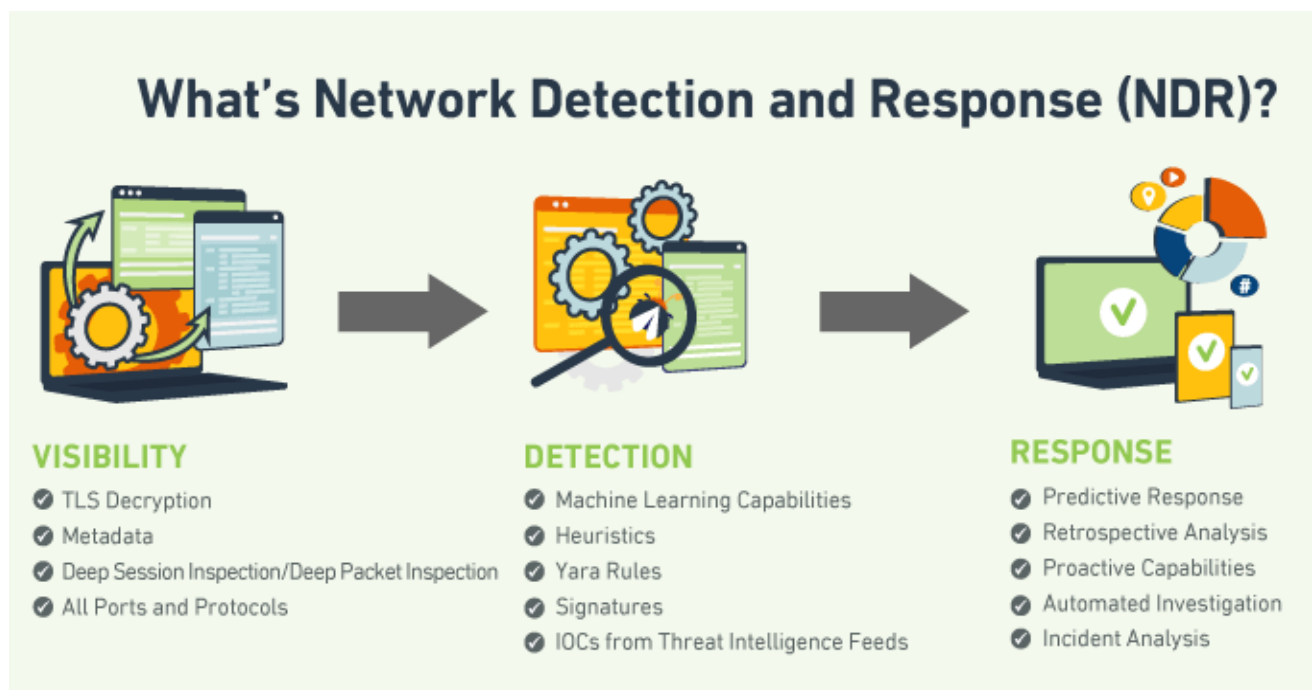 What's Network Detection and Response (NDR)?
VISIBILITY
TLS Decryption
Metadata
Deep Session Inspection/Deep Packet Inspection
All Ports and Protocols
DETECTION
Machine Learning Capabilities
Heuristics
Yara Rules
Signatures
IOCs from Threat Intelligence Feeds
#
RESPONSE
Predictive Response
Retrospective Analysis
Proactive Capabilities
Automated Investigation
Incident Analysis